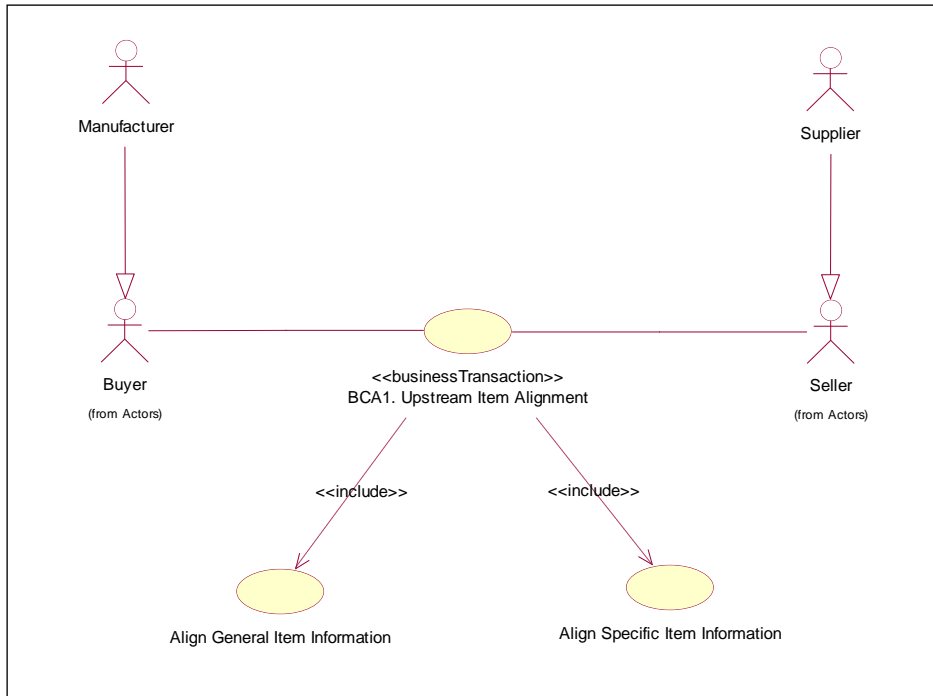 Manufacturer
Supplier
Buyer
(from Actors)
<<businessTransaction>>
BCA1. Upstream Item Alignment
Seller
(from Actors)
<<include>>
<<include>>
Align General Item Information
Align Specific Item Information